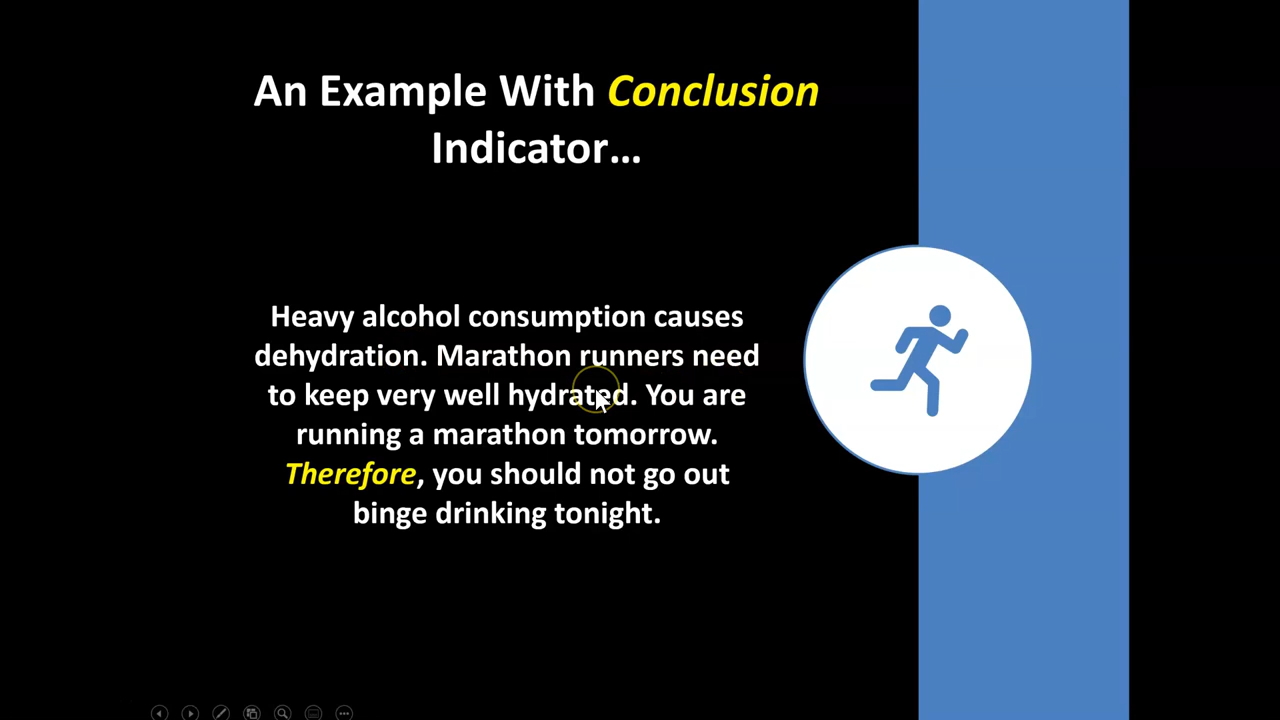 An Example With Conclusion
Indicator…
Heavy alcohol consumption causes
dehydration. Marathon runners need
to keep very well hydrated. You are
running a marathon tomorrow.
Therefore, you should not go out
binge drinking tonight.